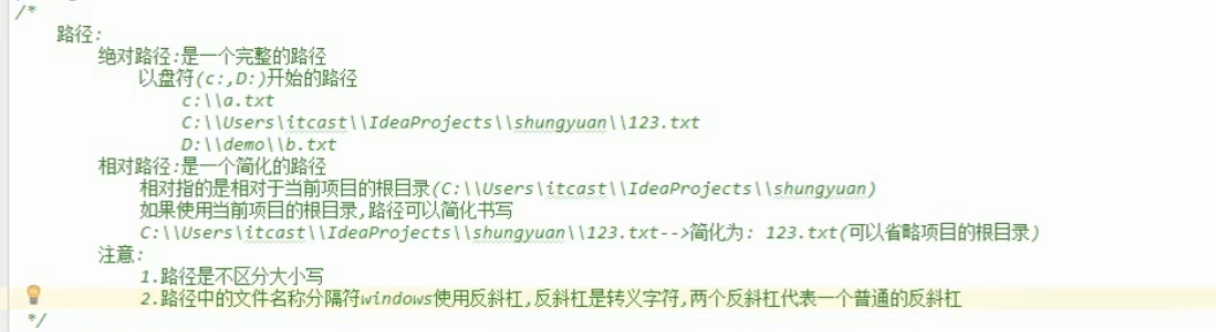 /*
路径:
绝对路径:是一个完整的路径
以盘符(c:,D:)开始的路径
c:\\a.txt
C:\\Users\itcast\\IdeaProjects\\shungyuan\\123.txt
D:\\demo\\b.txt
相对路径:是一个简化的路径
相对指的是相对于当前项目的根目录(C:\\Users\itcast\\IdeaProjects\\shungyuan)
如果使用当前项目的根目录,路径可以简化书写
C:\\Users\itcast\\IdeaProjects\\shungyuan\\123.txt-->简化为: 123.txt(可以省略项目的根目录)
注意:
1.路径是不区分大小写
2.路径中的文件名称分隔符windows使用反斜杠,反斜杠是转义字符,两个反斜杠代表一个普通的反斜杠
*/